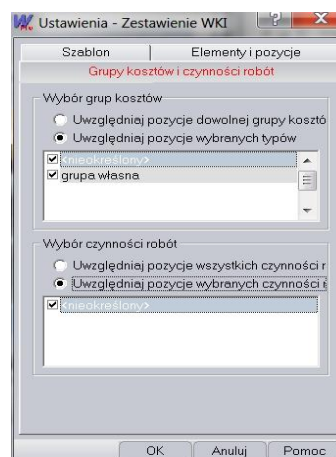 Ustawienia - Zestawienie WKI
Szablon
Elementy i pozycje
Grupy kosztów i czynności robót
Wybór grup kosztów
Uwzględniaj pozycje dowolnej grupy kosztó
Uwzględniaj pozycje wybranych typów
<nieokreślony>
grupa własna
Wybór czynności robót
Uwzględniaj pozycje wszystkich czynności r
Uwzględniaj pozycje wybranych czynności r
<nieokreślony>
OK Anuluj Pomoc